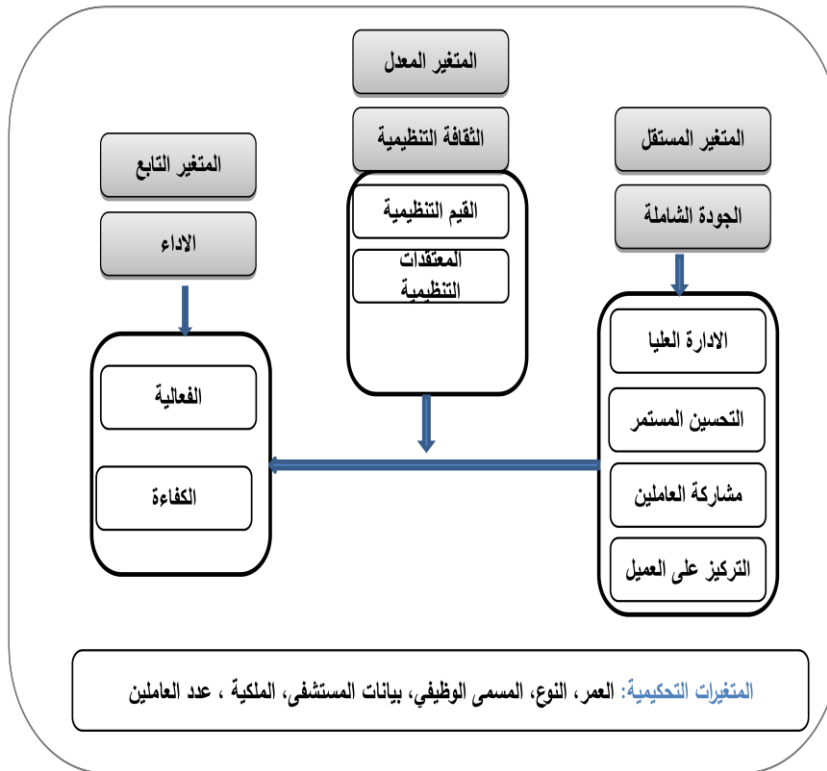 المتغير المعدل
الثقافة التنظيمية
القيم التنظيمية
المعتقدات
التنظيمية
المتغير المستقل
الجودة الشاملة
الادارة العليا
التحسين المستمر
مشاركة العاملين
التركيز على العميل
المتغير التابع
الاداء
الفعالية
الكفاءة
المتغيرات التحكيمية: العمر، النوع، المسمى الوظيفي، بيانات المستشفى، الملكية ، عدد العاملين